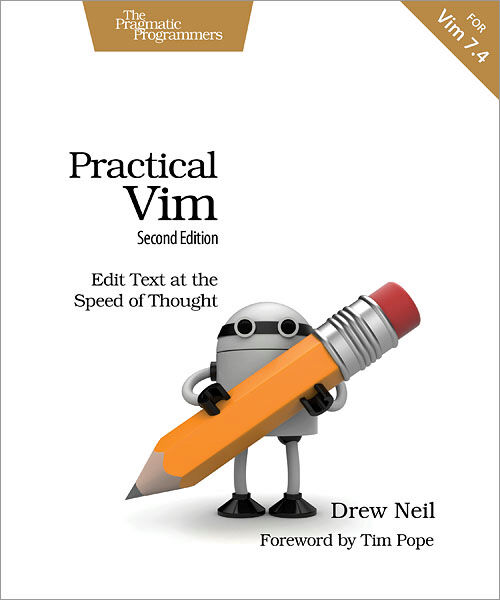 The
Pragmatic
Programmers
FOR
Vim 7.4
Practical
Vim
Second Edition
Edit Text at the
Speed of Thought
Drew Neil
Foreword by Tim Pope